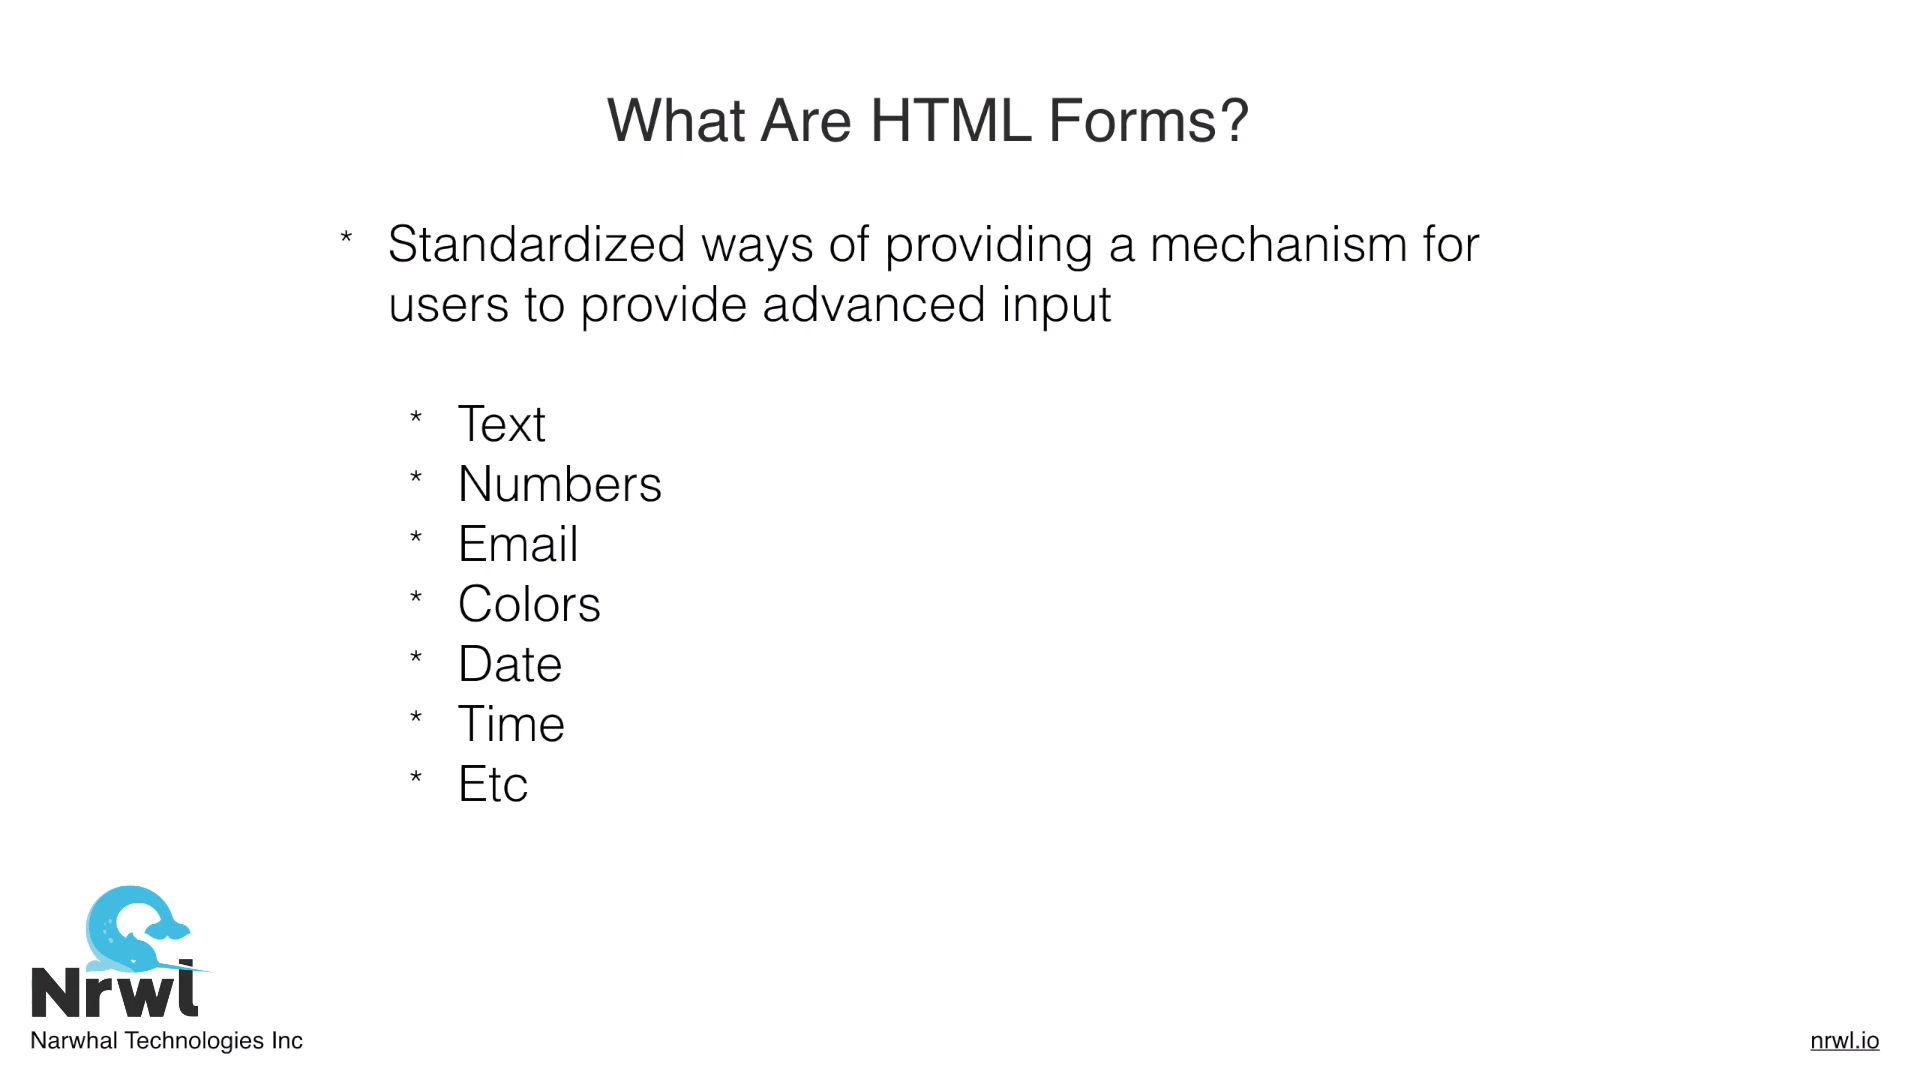 What Are HTML Forms?
* Standardized ways of providing a mechanism for
users to provide advanced input
* Text
* Numbers
* Email
* Colors
* Date
* Time
* Etc
Nrwl
Narwhal Technologies Inc
nrwl.io